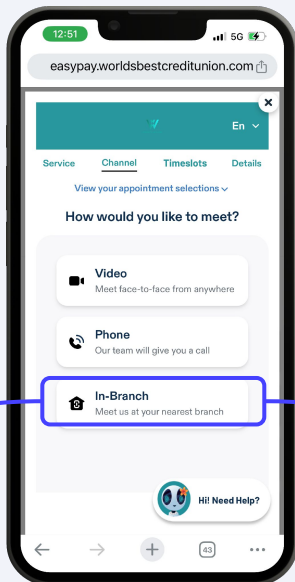 12:51
5G
easypay.worldsbestcreditunion.com
En
Service Channel Timeslots Details
View your appointment selections
How would you like to meet?
Video
Meet face-to-face from anywhere
Phone
Our team will give you a call
In-Branch
Meet us at your nearest branch
Hi! Need Help?
43